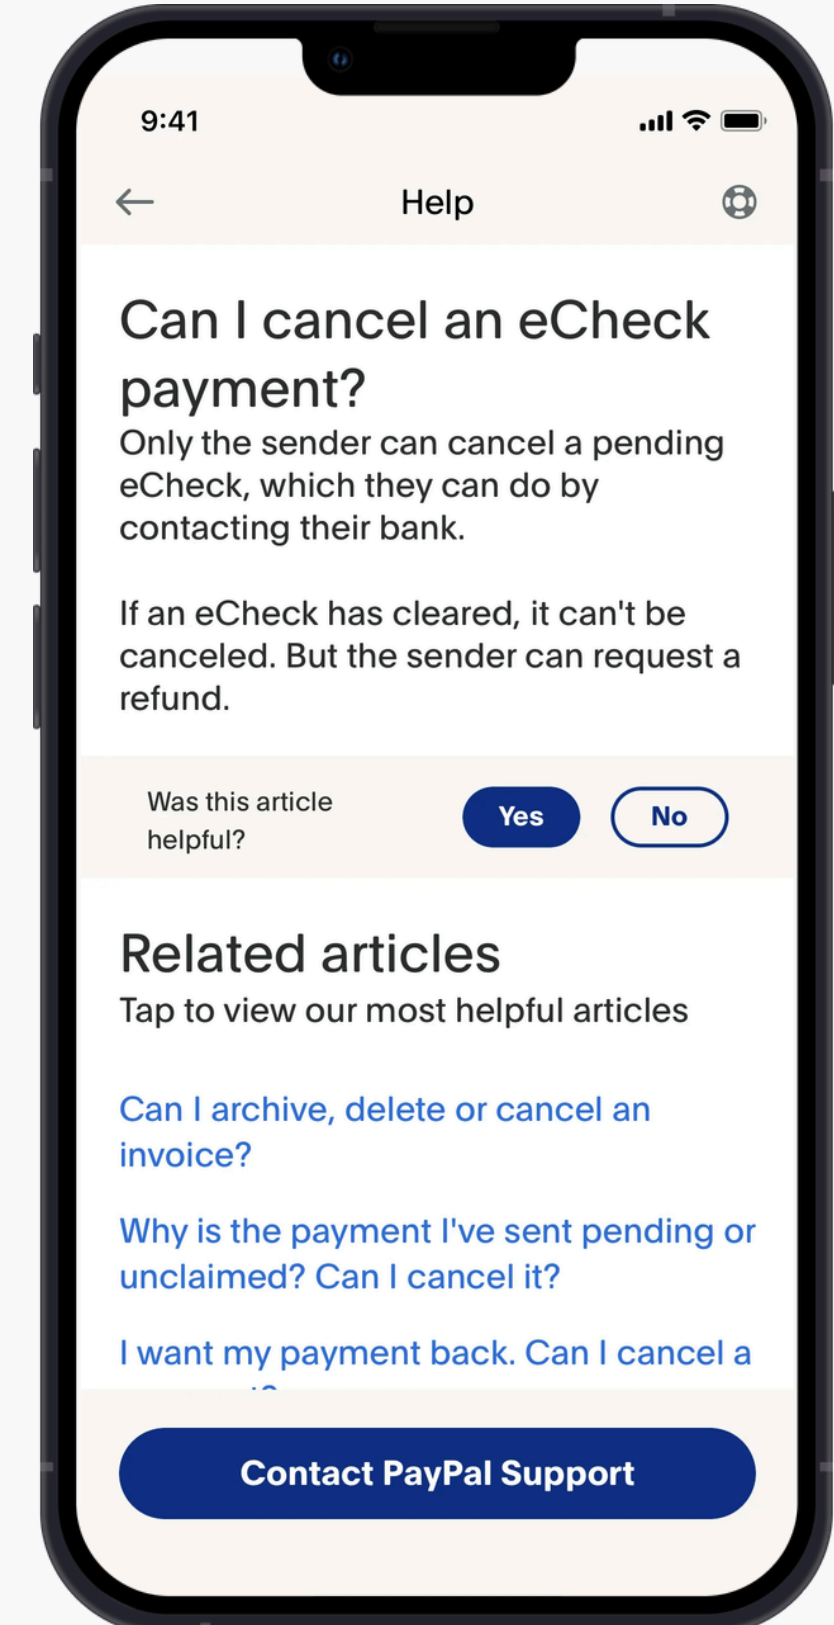 9:41
Help
Can I cancel an eCheck
payment?
Only the sender can cancel a pending
eCheck, which they can do by
contacting their bank.
If an eCheck has cleared, it can't be
canceled. But the sender can request a
refund.
Was this article
helpful?
Yes
No
Related articles
Tap to view our most helpful articles
Can I archive, delete or cancel an
invoice?
Why is the payment I've sent pending or
unclaimed? Can I cancel it?
I want my payment back. Can I cancel a
Contact PayPal Support